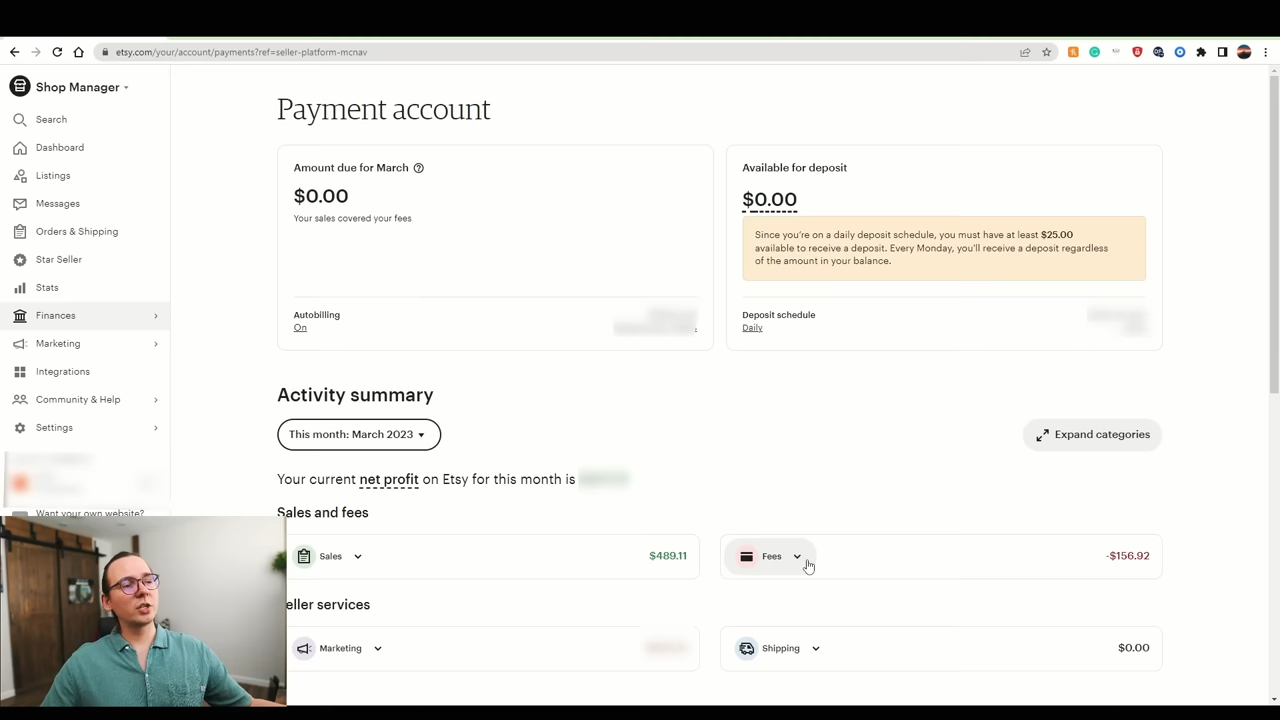 etsy.com/your/account/payments?ref=seller-platform-mcnav
Shop Manager
Search
Dashboard
Listings
Messages
Orders & Shipping
Star Seller
Stats
Finances
Marketing
Integrations
Community & Help
Settings
Want your own website?
Payment account
Amount due for March
$0.00
Your sales covered your fees
Autobilling
On
Available for deposit
$0.00
Since you're on a daily deposit schedule, you must have at least $25.00
available to receive a deposit. Every Monday, you'll receive a deposit regardless
of the amount in your balance.
Deposit schedule
Daily
Activity summary
This month: March 2023
Expand categories
Your current net profit on Etsy for this month is
Sales and fees
Sales
$489.11
Fees
-$156.92
eller services
Marketing
Shipping
$0.00